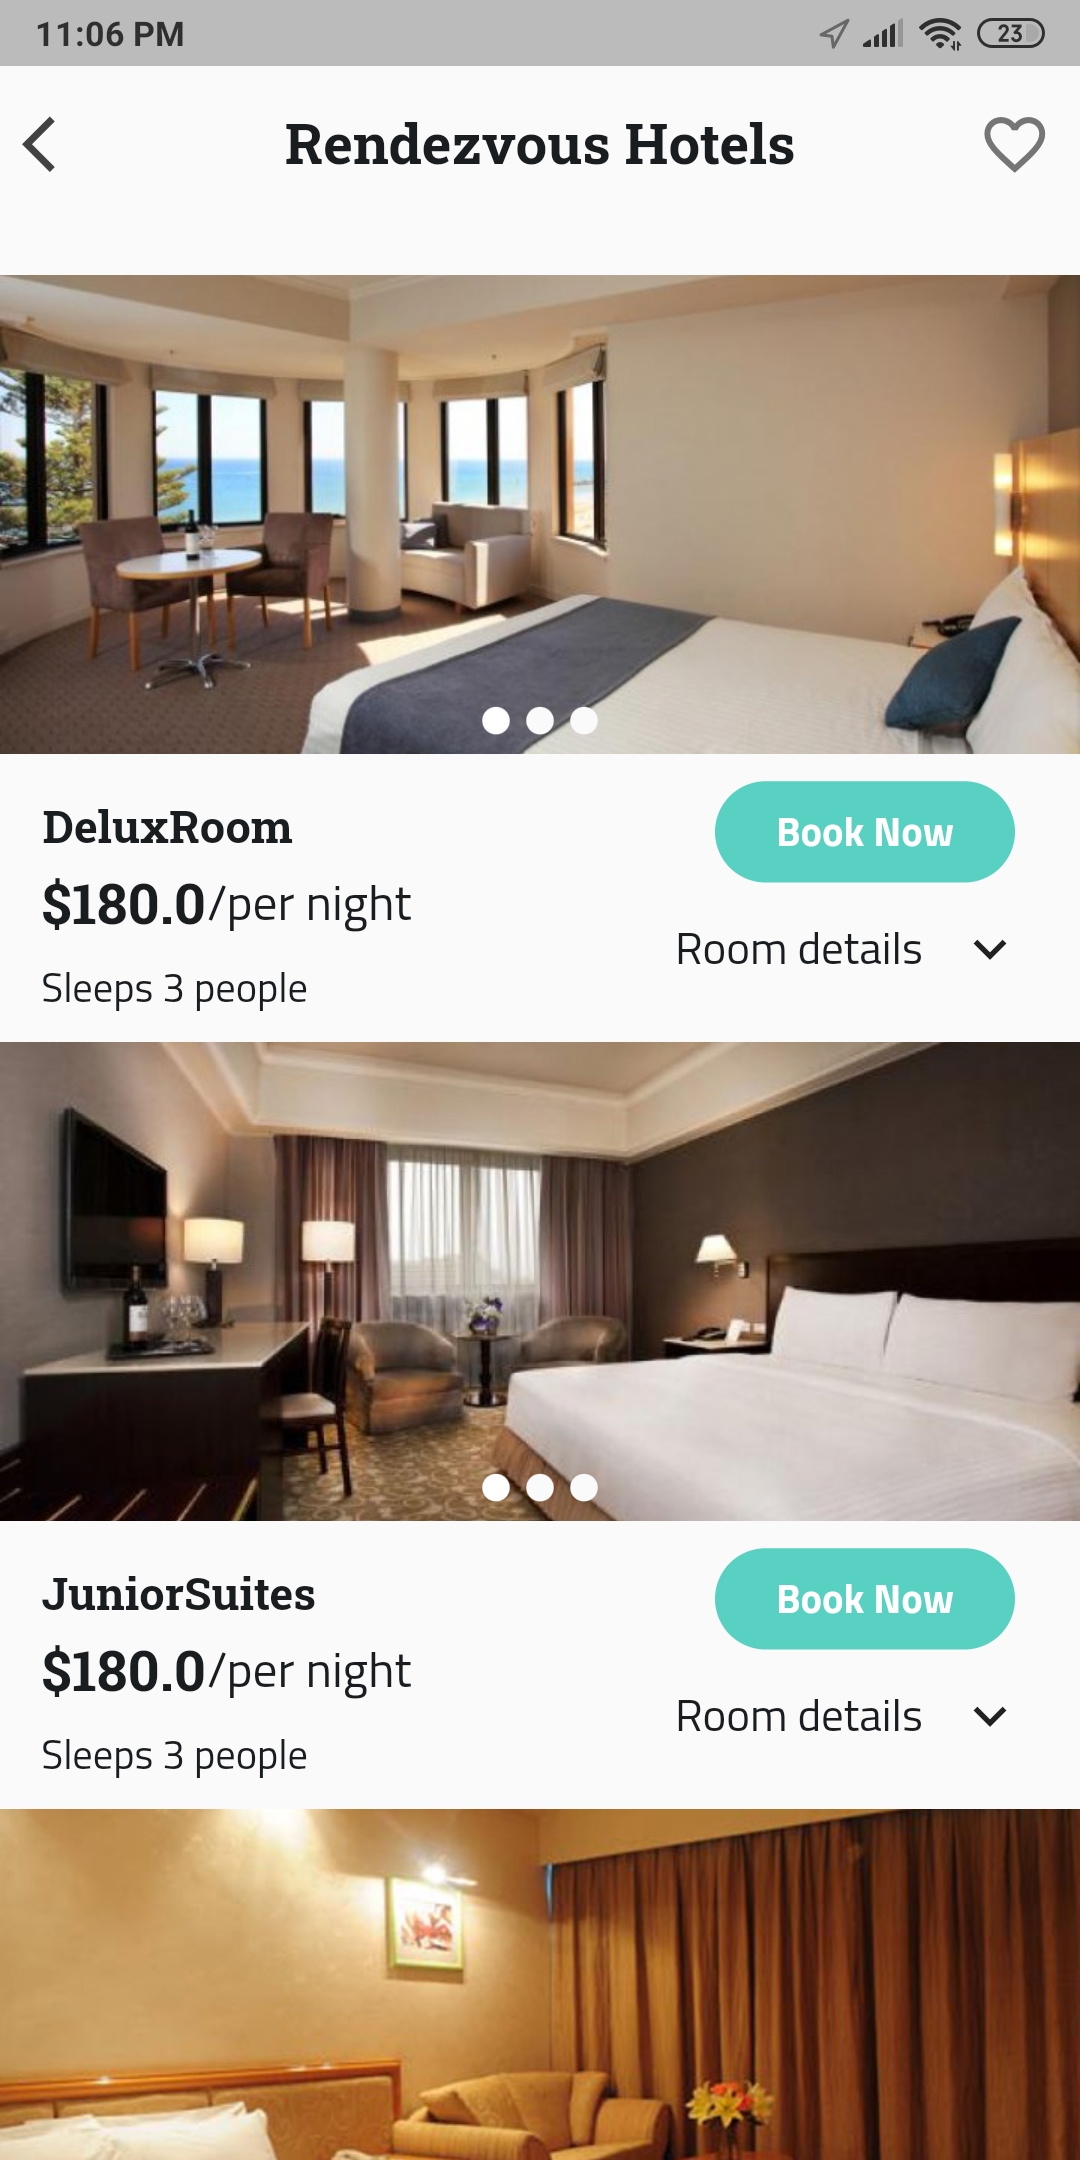 11:06 PM
23
Rendezvous Hotels
DeluxRoom
Book Now
$180.0/per night
Room details
Sleeps 3 people
JuniorSuites
Book Now
$180.0/per night
Room details
Sleeps 3 people